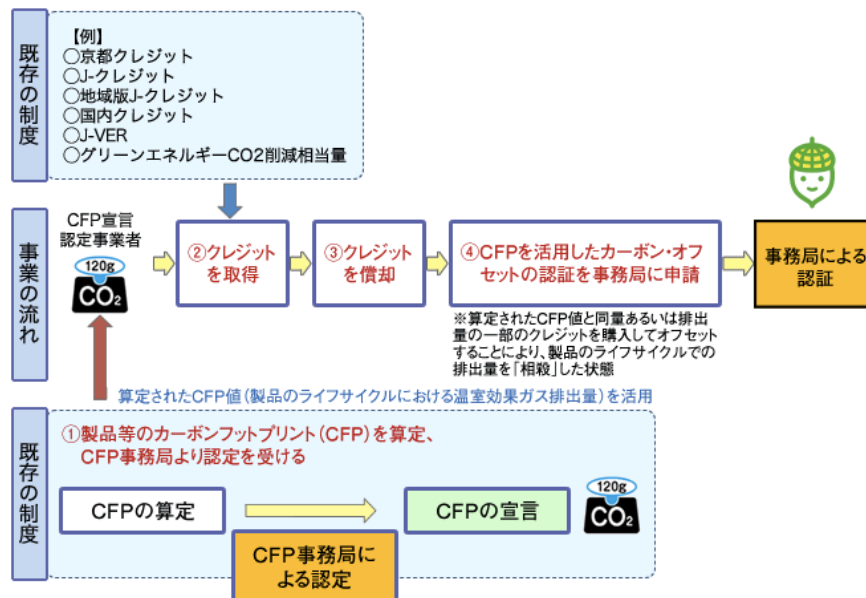 既存の制度
【例】
○京都クレジット
○J-クレジット
○地域版J-クレジット
○国内クレジット
○J-VER
○グリーンエネルギーCO2削減相当量
事業の流れ
CFP宣言
認定事業者
120g
CO2
②クレジット
を取得
③クレジット
を償却
④CFPを活用したカーボン・オフ
セットの認証を事務局に申請
事務局による
認証
※算定されたCFP値と同量あるいは排出
量の一部のクレジットを購入してオフセット
することにより、製品のライフサイクルでの
排出量を「相殺」した状態
算定されたCFP値（製品のライフサイクルにおける温室効果ガス排出量）を活用
既存の制度
①製品等のカーボンフットプリント（CFP）を算定、
CFP事務局より認定を受ける
CFPの算定
CFPの宣言
120g
CO2
CFP事務局に
よる認定